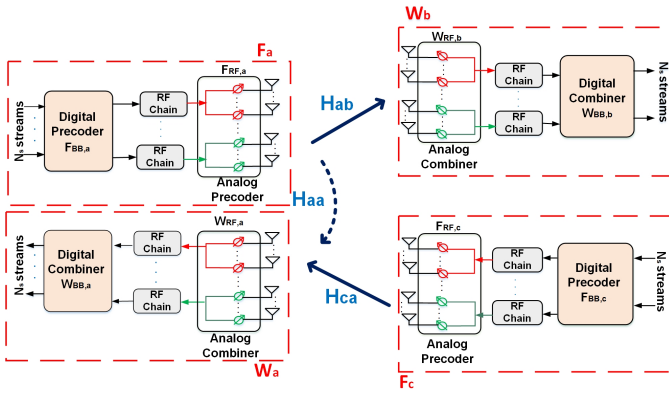 Fa
FRF,a
Ns streams
Digital
Precoder
FBB,a
RF
Chain
RF
Chain
Analog
Precoder
Hab
Wb
WRF,b
RF
Chain
RF
Chain
Digital
Combiner
WBB,b
Ns streams
Analog
Combiner
Haa
Ns streams
Digital
Combiner
WBB,a
RF
Chain
RF
Chain
WRF,a
Analog
Combiner
Wa
Hca
FRF,c
RF
Chain
RF
Chain
Digital
Precoder
FBB,c
Ns streams
Analog
Precoder
Fc